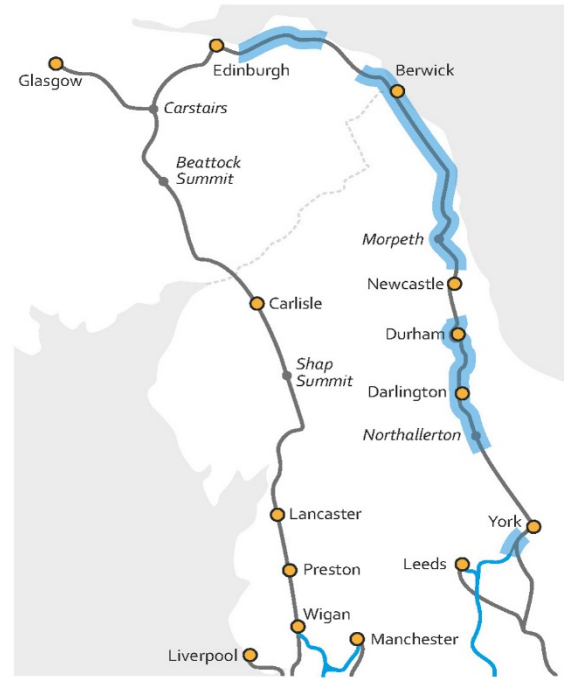 Glasgow
Edinburgh
Berwick
Carstairs
Beattock
Summit
Morpeth
Newcastle
Carlisle
Durham
Shap
Summit
Darlington
Northallerton
Lancaster
York
Preston
Leeds
Wigan
Manchester
Liverpool